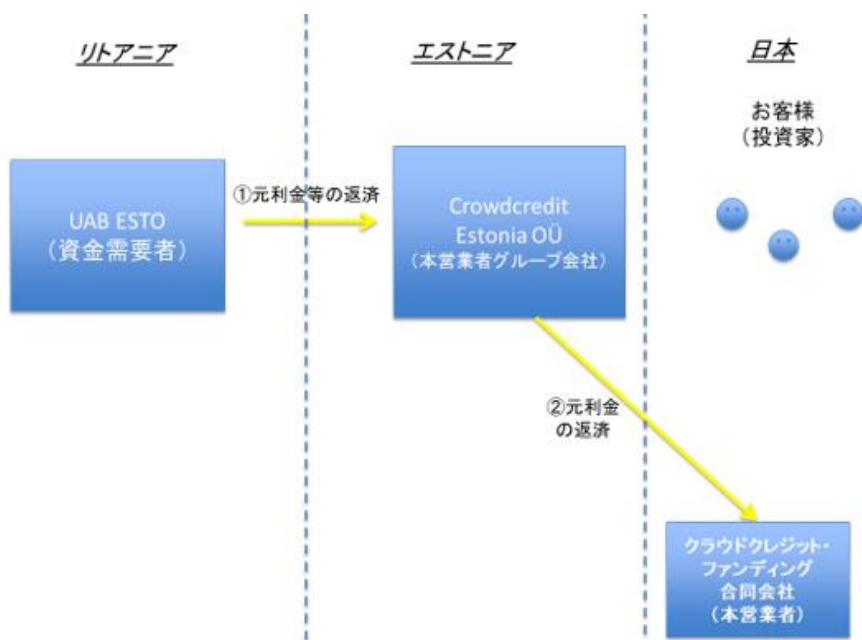 リトアニア
エストニア
日本
お客様
（投資家）
①元利金等の返済
UAB ESTO
（資金需要者）
Crowdcredit
Estonia OÜ
（本営業者グループ会社）
②元利金
の返済
クラウドクレジット・
ファンディング
合同会社
（本営業者）